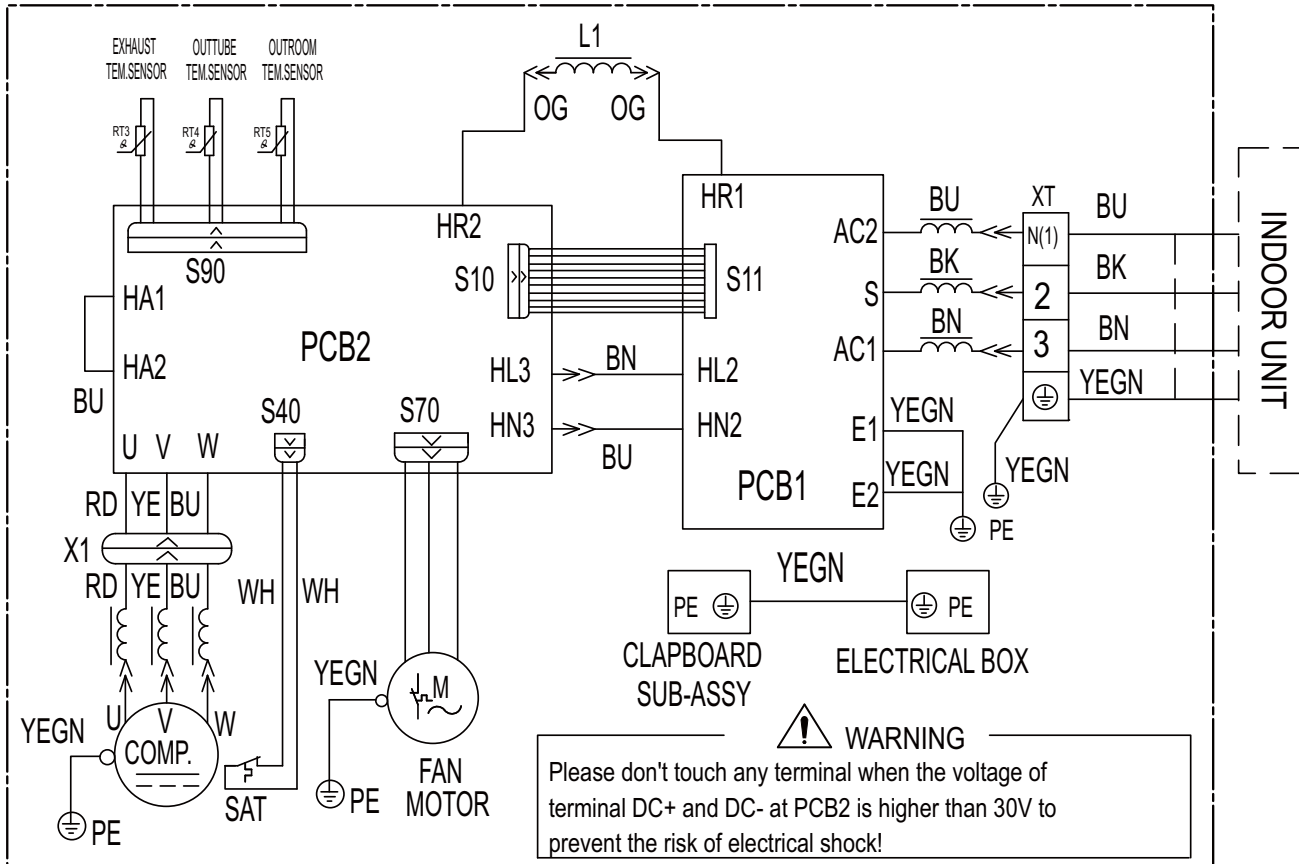 EXHAUST
TEM.SENSOR
OUTTUBE
TEM.SENSOR
OUTROOM
TEM.SENSOR
L1
OG
OG
RT3
RT4
RT5
HR2
HR1
S90
S10
S11
HA1
HA2
BU
PCB2
HL3
BN
HL2
HN3
BU
HN2
PCB1
AC2
S
AC1
E1
E2
BU
BK
BN
XT
N(1)
2
3
BU
BK
BN
YEGN
INDOOR UNIT
YEGN
YEGN
YEGN
PE
PE
S40
S70
U V W
RD YE BU
X1
RD YE BU
WH
WH
YEGN
U
V
W
COMP.
PE
SAT
YEGN
M
PE
FAN
MOTOR
YEGN
PE
PE
CLAPBOARD
SUB-ASSY
ELECTRICAL BOX
WARNING
Please don't touch any terminal when the voltage of
terminal DC+ and DC- at PCB2 is higher than 30V to
prevent the risk of electrical shock!